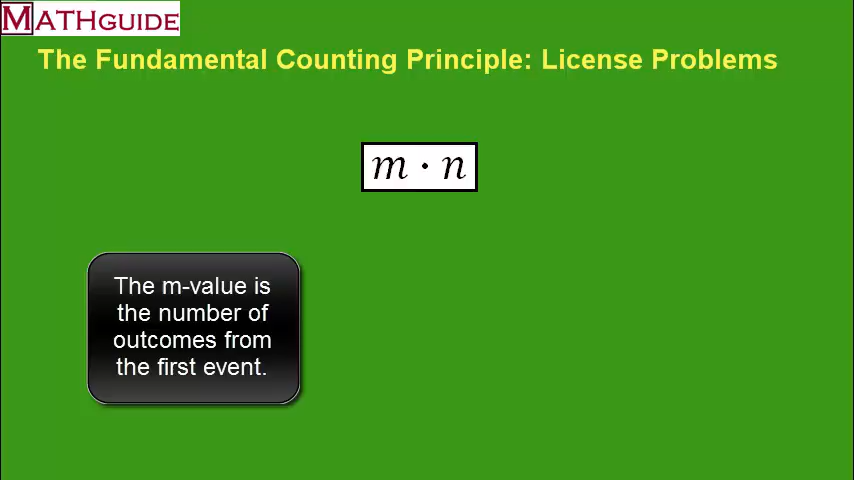 MATHGUIDE
The Fundamental Counting Principle: License Problems
m · n
The m-value is
the number of
outcomes from
the first event.